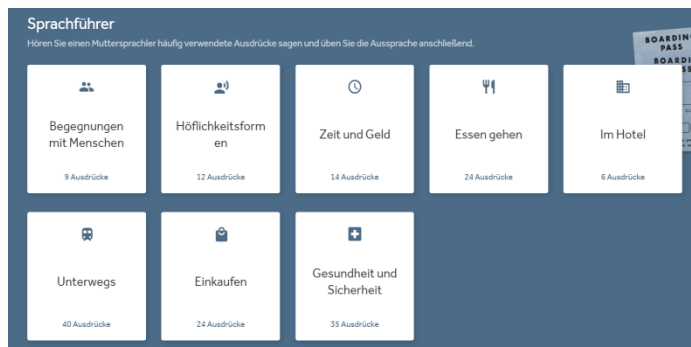 Sprachführer
Hören Sie einen Muttersprachler häufig verwendete Ausdrücke sagen und üben Sie die Aussprache anschließend.
BOARDING
PASS
BOARDI
SS
Begegnungen
mit Menschen
9 Ausdrücke
Höflichkeitsform
en
12 Ausdrücke
Zeit und Geld
14 Ausdrücke
Essen gehen
24 Ausdrücke
Im Hotel
6 Ausdrücke
Unterwegs
40 Ausdrücke
Einkaufen
24 Ausdrücke
Gesundheit und
Sicherheit
35 Ausdrücke